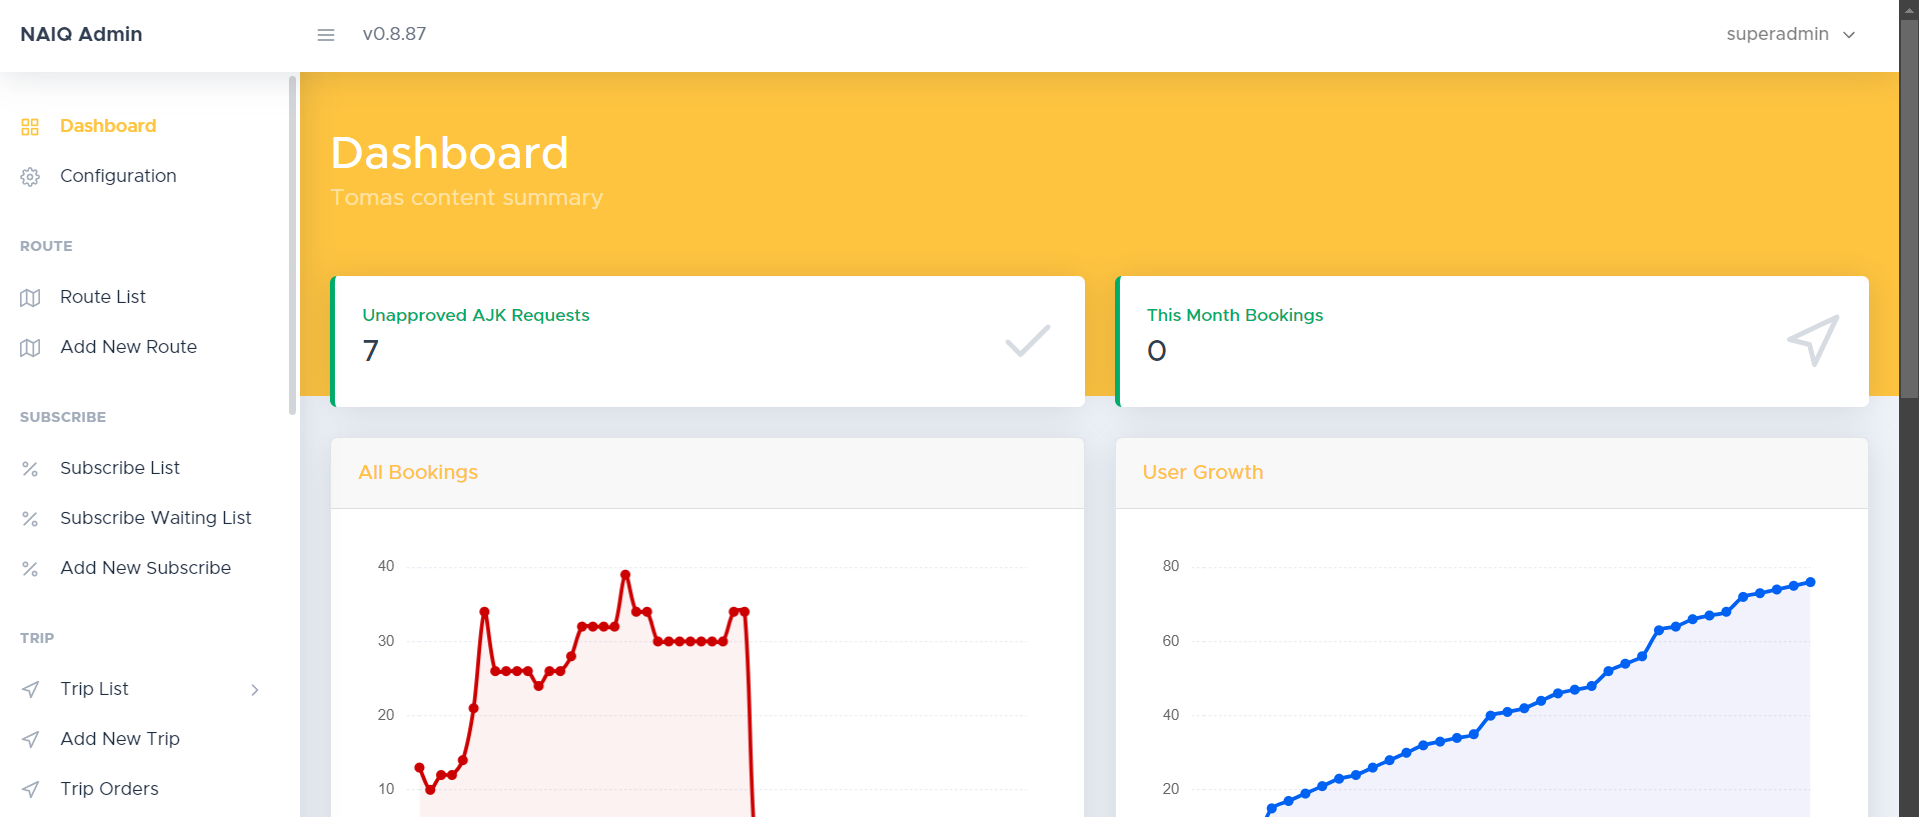 NAIQ Admin
v0.8.87
superadmin
Dashboard
Configuration
ROUTE
Route List
Add New Route
SUBSCRIBE
Subscribe List
Subscribe Waiting List
Add New Subscribe
TRIP
Trip List
Add New Trip
Trip Orders
Dashboard
Tomas content summary
Unapproved AJK Requests
7
This Month Bookings
0
All Bookings
40
30
20
10
User Growth
80
60
40
20